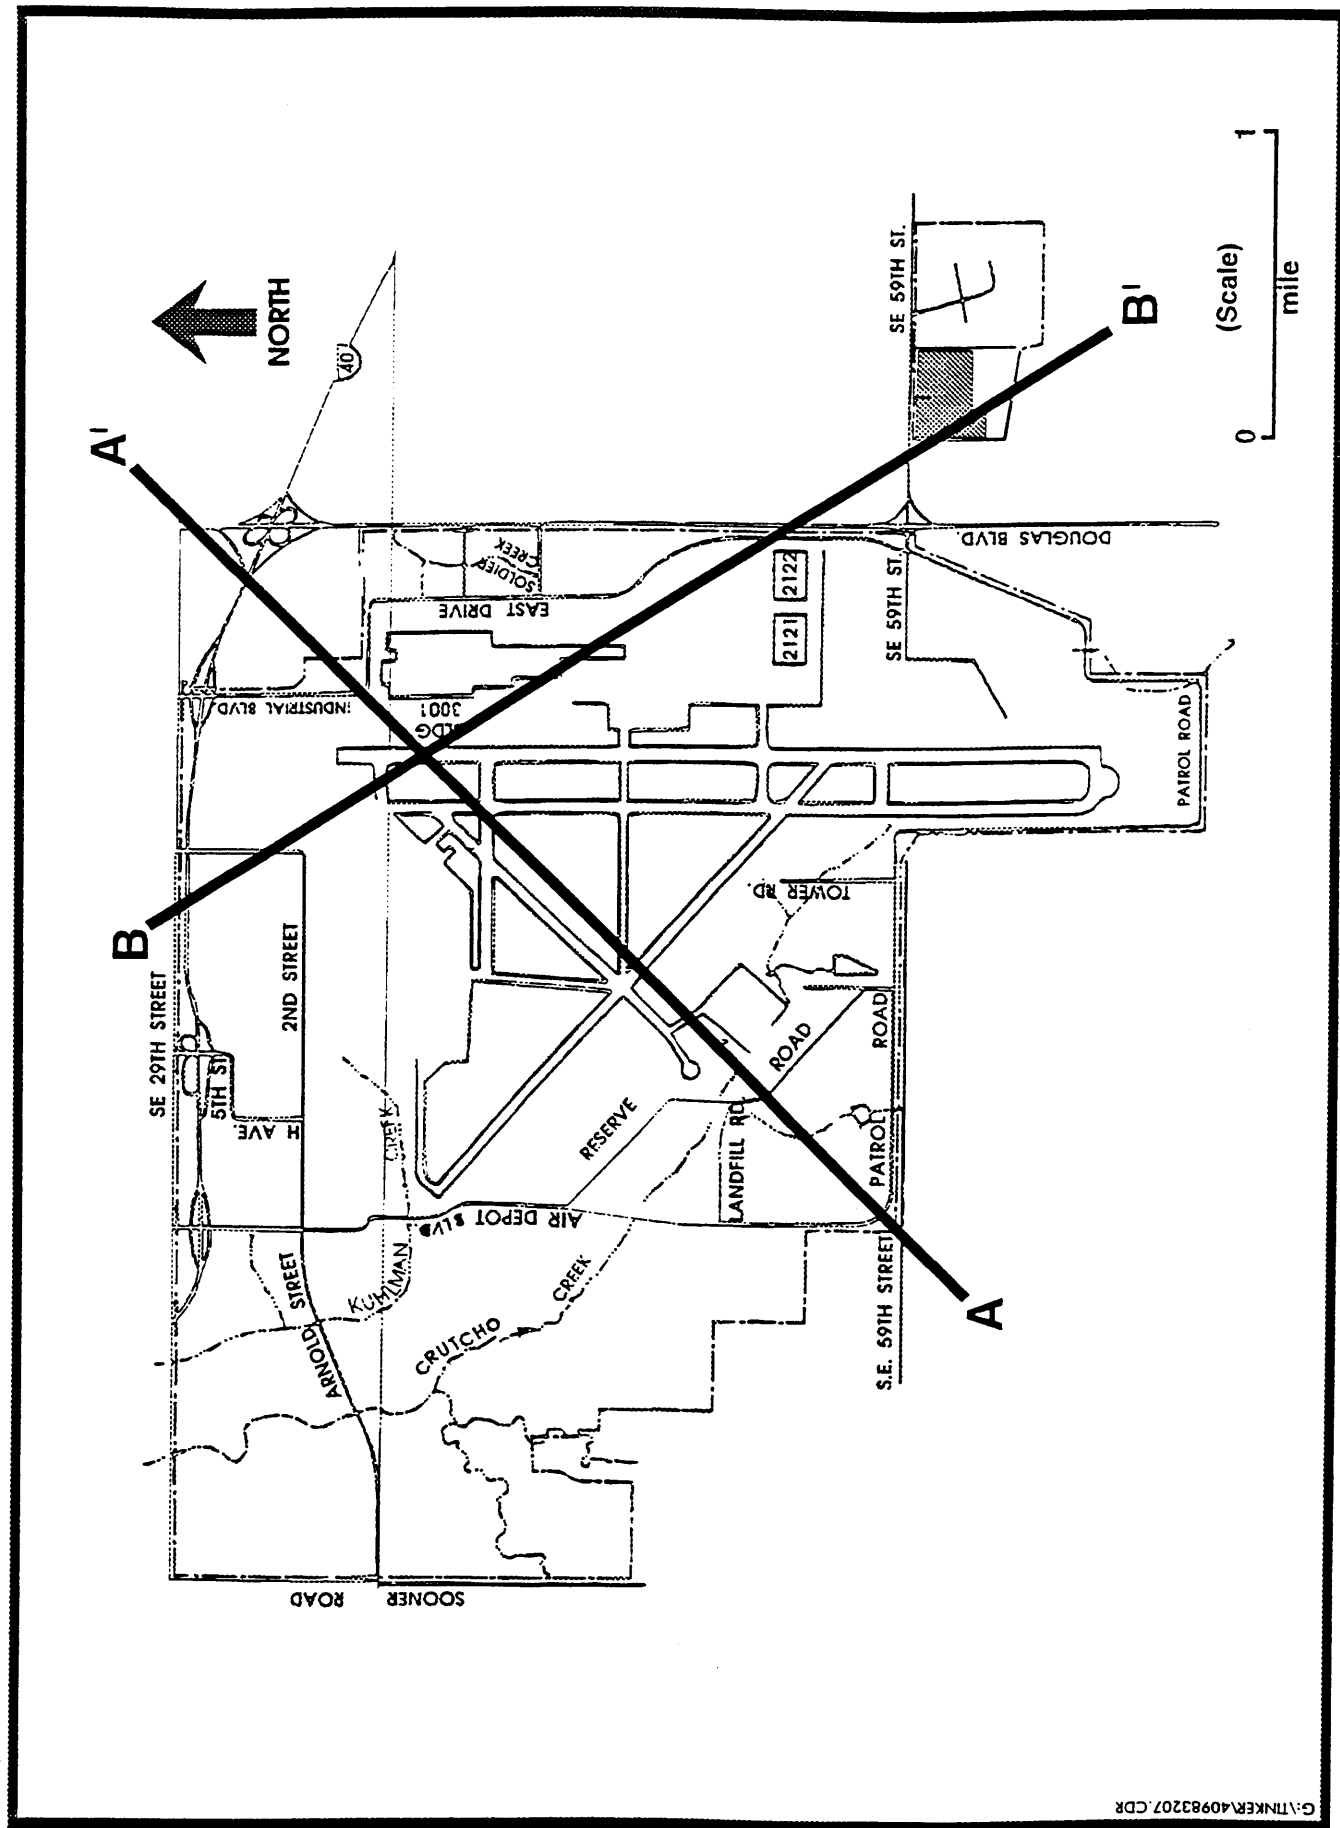 A'
40
NORTH
B
SE 29TH STREET
2ND STREET
5TH ST
H AVE.
INDUSTRIAL BLVD.
BLDG
3001
EAST DRIVE
SOLDIER
CREEK
2121
2122
SE 59TH ST.
SE 59TH ST.
DOUGLAS BLVD.
B'
PATROL ROAD
TOWER RD
ROAD
RESERVE
LANDFILL RD.
PATROL
ROAD
AIR DEPOT BLVD
CREEK
KUHLMAN
ARNOLD
STREET
CRUTCHO
CREEK
S.E. 59TH STREET
A
SOONER
ROAD
(Scale)
0
1
mile
G:\TINKER\40983207.CDR